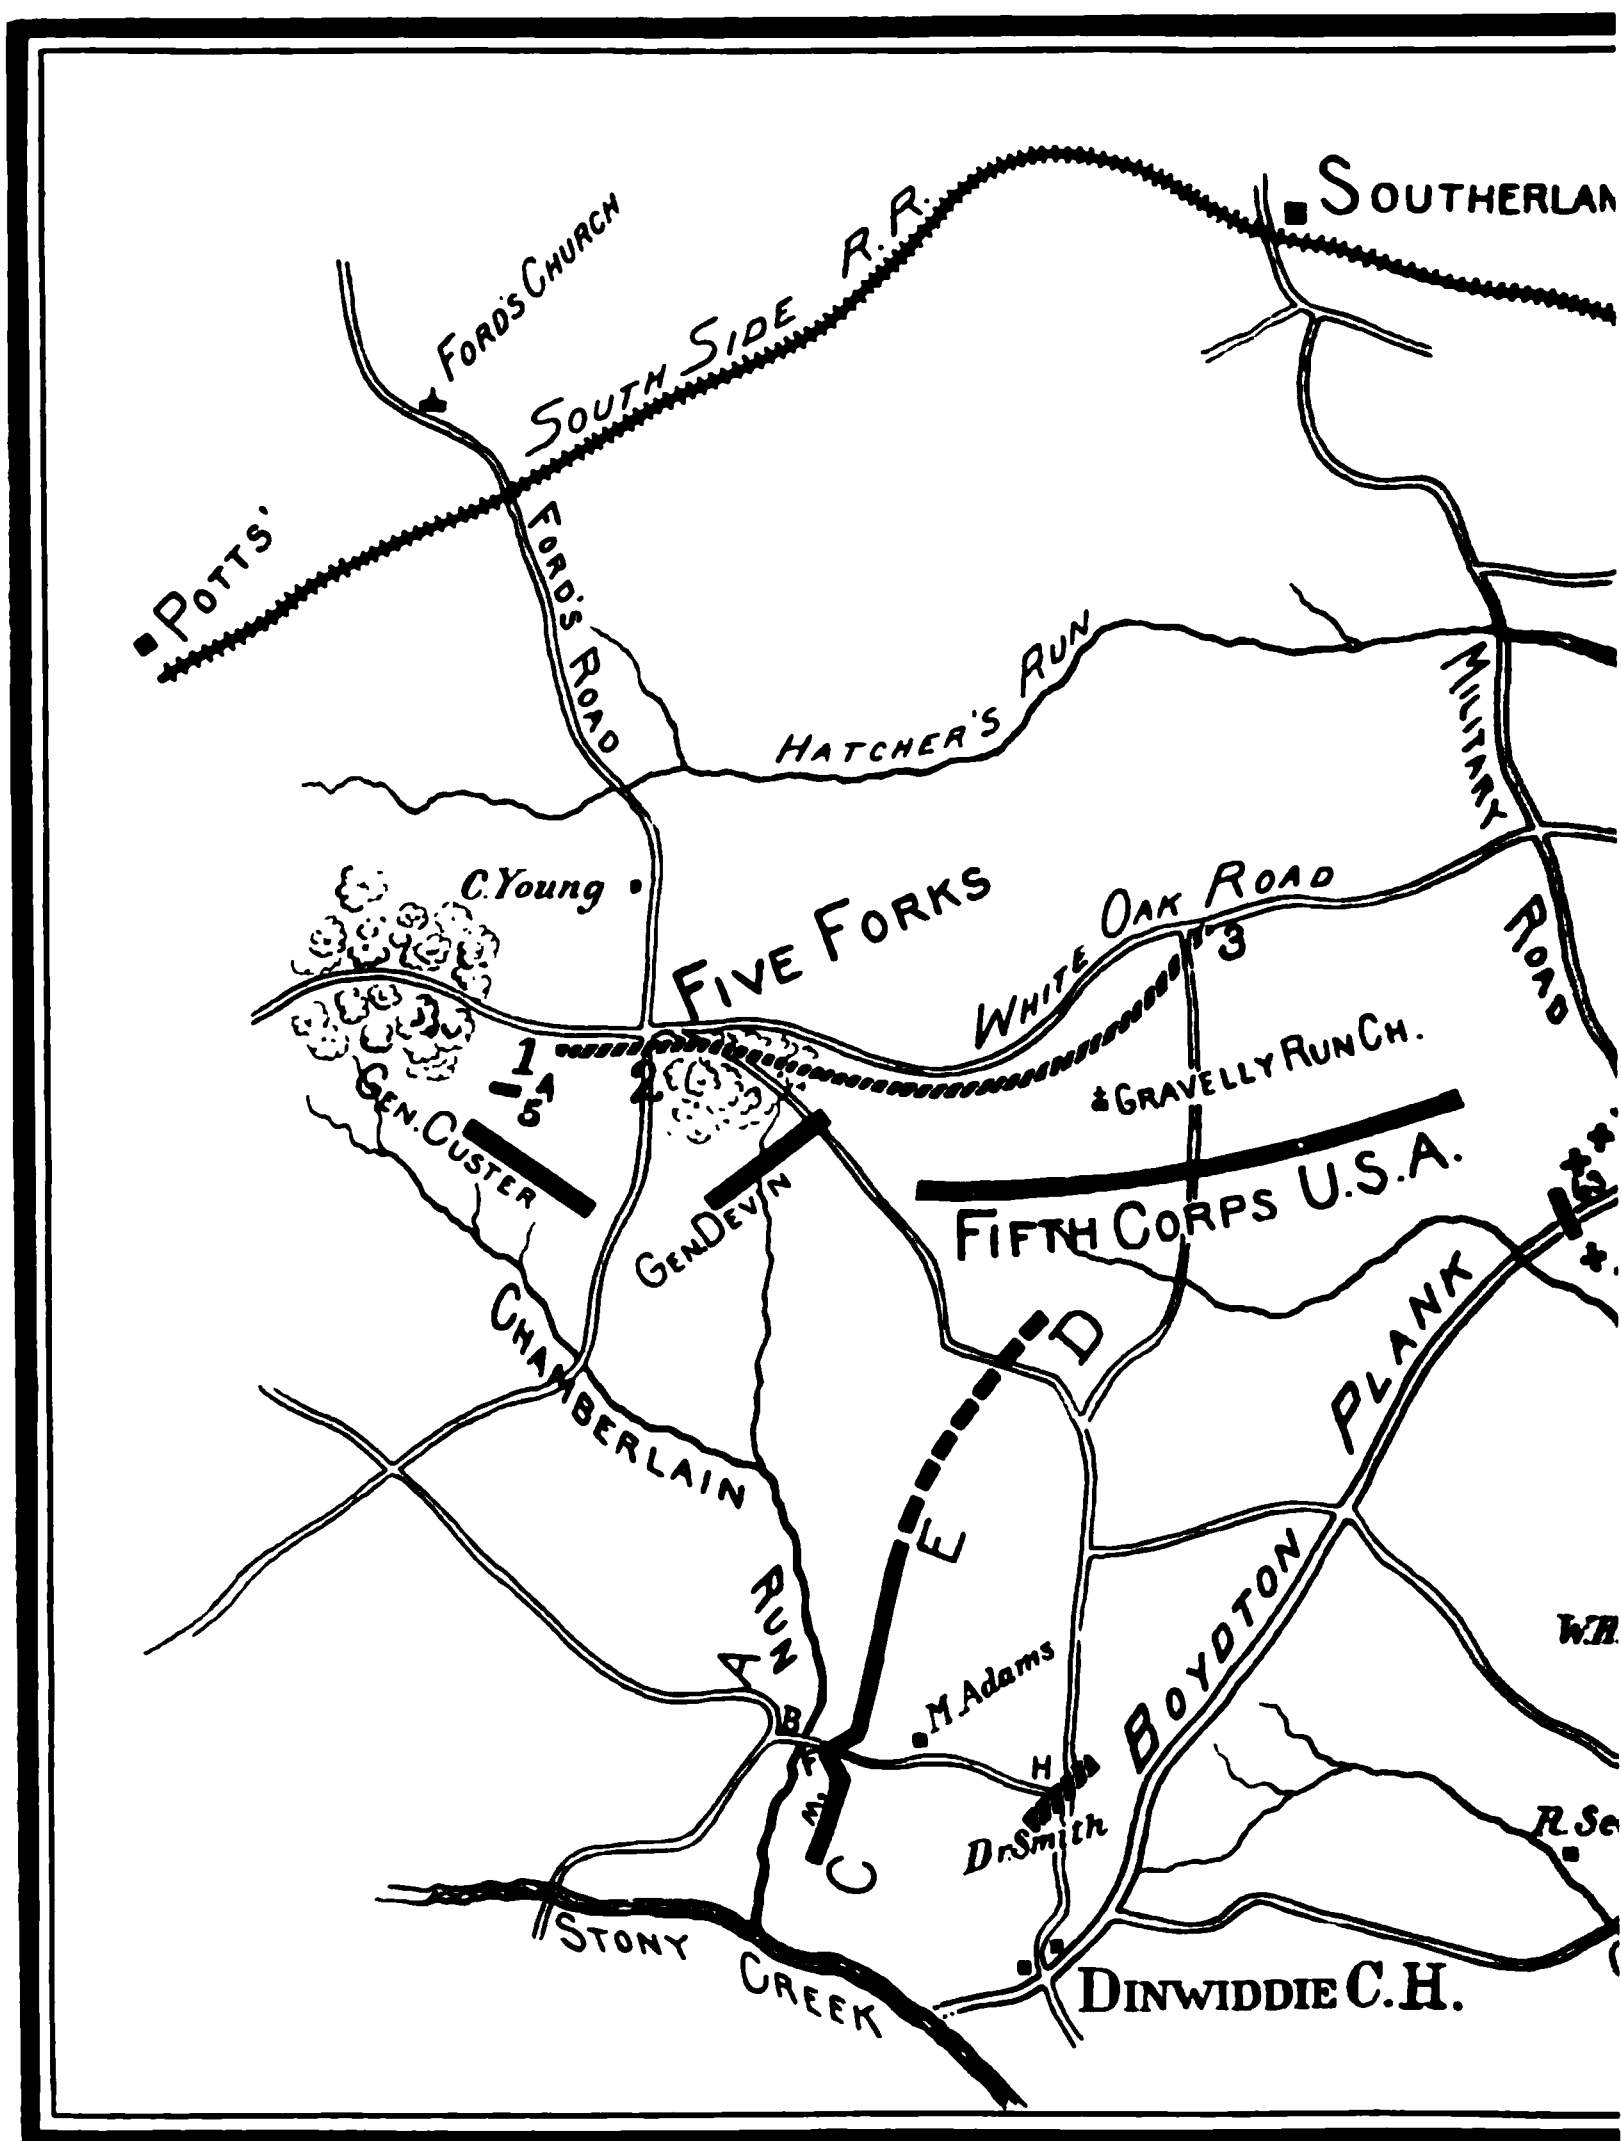 SOUTHERLAN
FORD'S CHURCH
SOUTH SIDE R.R.
POTTS'
FORD'S ROAD
HATCHER'S RUN
MILITARY ROAD
C. Young
FIVE FORKS
WHITE OAK ROAD
3
1
2
4
5
GRAVELLY RUN CH.
GEN. CUSTER
GEN. DEVIN
FIFTH CORPS U.S.A.
CHAMBERLAIN RUN
D
E
BOYDTON PLANK
A
B
F
M. Adams
H
W.
C
Dr. Smith
R. Se
STONY CREEK
DINWIDDIE C.H.